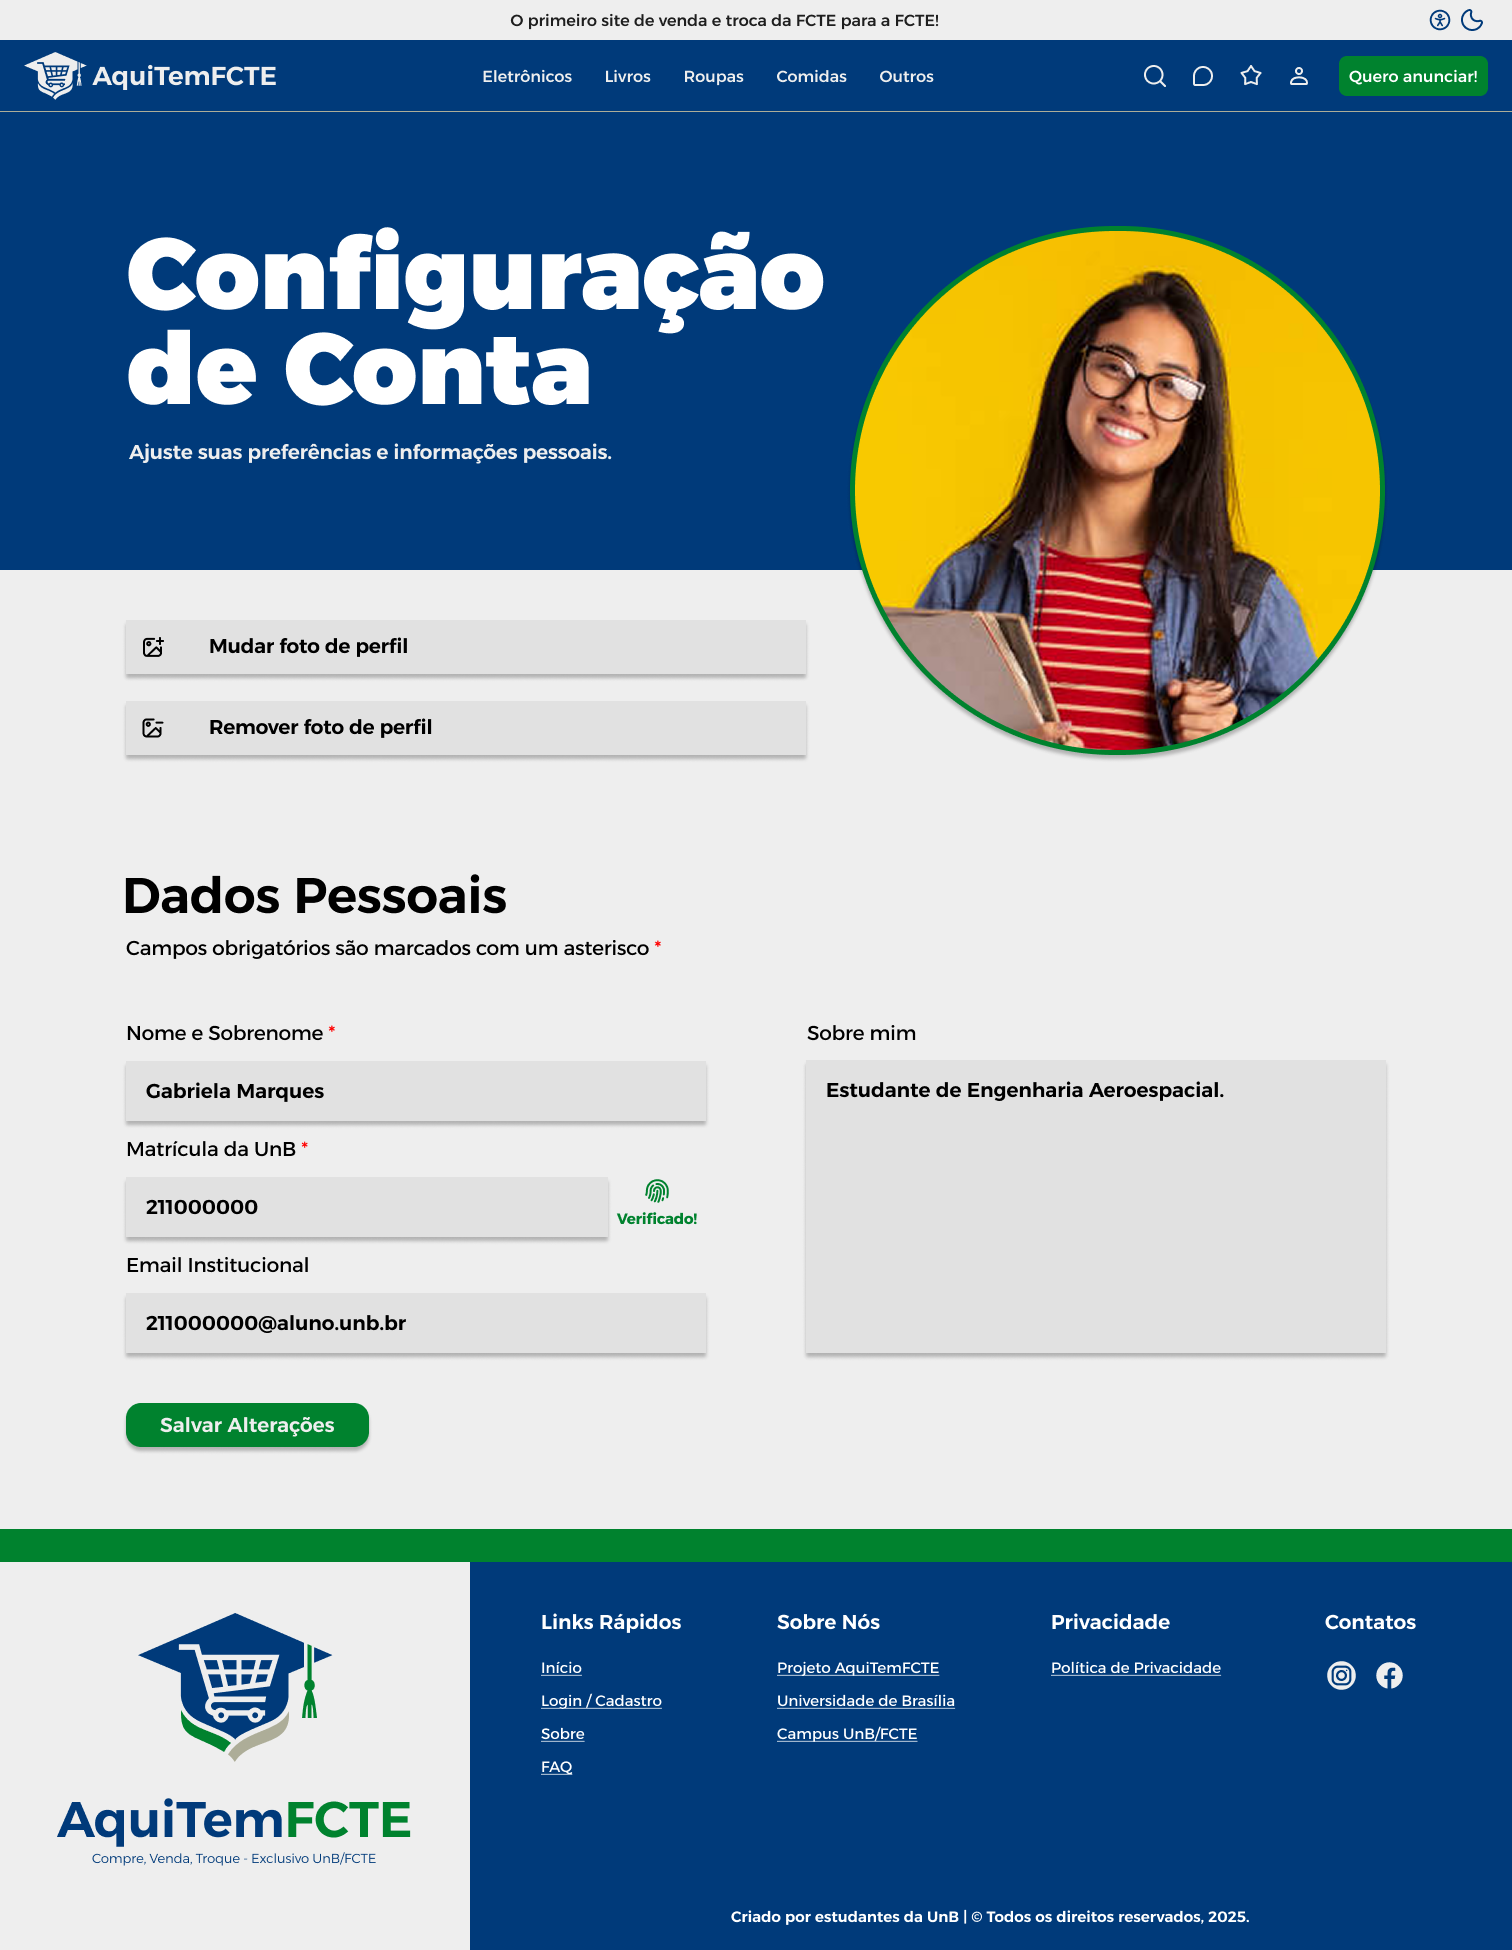 O primeiro site de venda e troca da FCTE para a FCTE!
AquiTemFCTE
Eletrônicos
Livros
Roupas
Comidas
Outros
Quero anunciar!
Configuração
de Conta
Ajuste suas preferências e informações pessoais.
Mudar foto de perfil
Remover foto de perfil
Dados Pessoais
Campos obrigatórios são marcados com um asterisco *
Nome e Sobrenome *
Gabriela Marques
Matrícula da UnB *
211000000
Verificado!
Email Institucional
211000000@aluno.unb.br
Sobre mim
Estudante de Engenharia Aeroespacial.
Salvar Alterações
AquiTemFCTE
Compre, Venda, Troque - Exclusivo UnB/FCTE
Links Rápidos
Início
Login / Cadastro
Sobre
FAQ
Sobre Nós
Projeto AquiTemFCTE
Universidade de Brasília
Campus UnB/FCTE
Privacidade
Política de Privacidade
Contatos
Criado por estudantes da UnB | © Todos os direitos reservados, 2025.